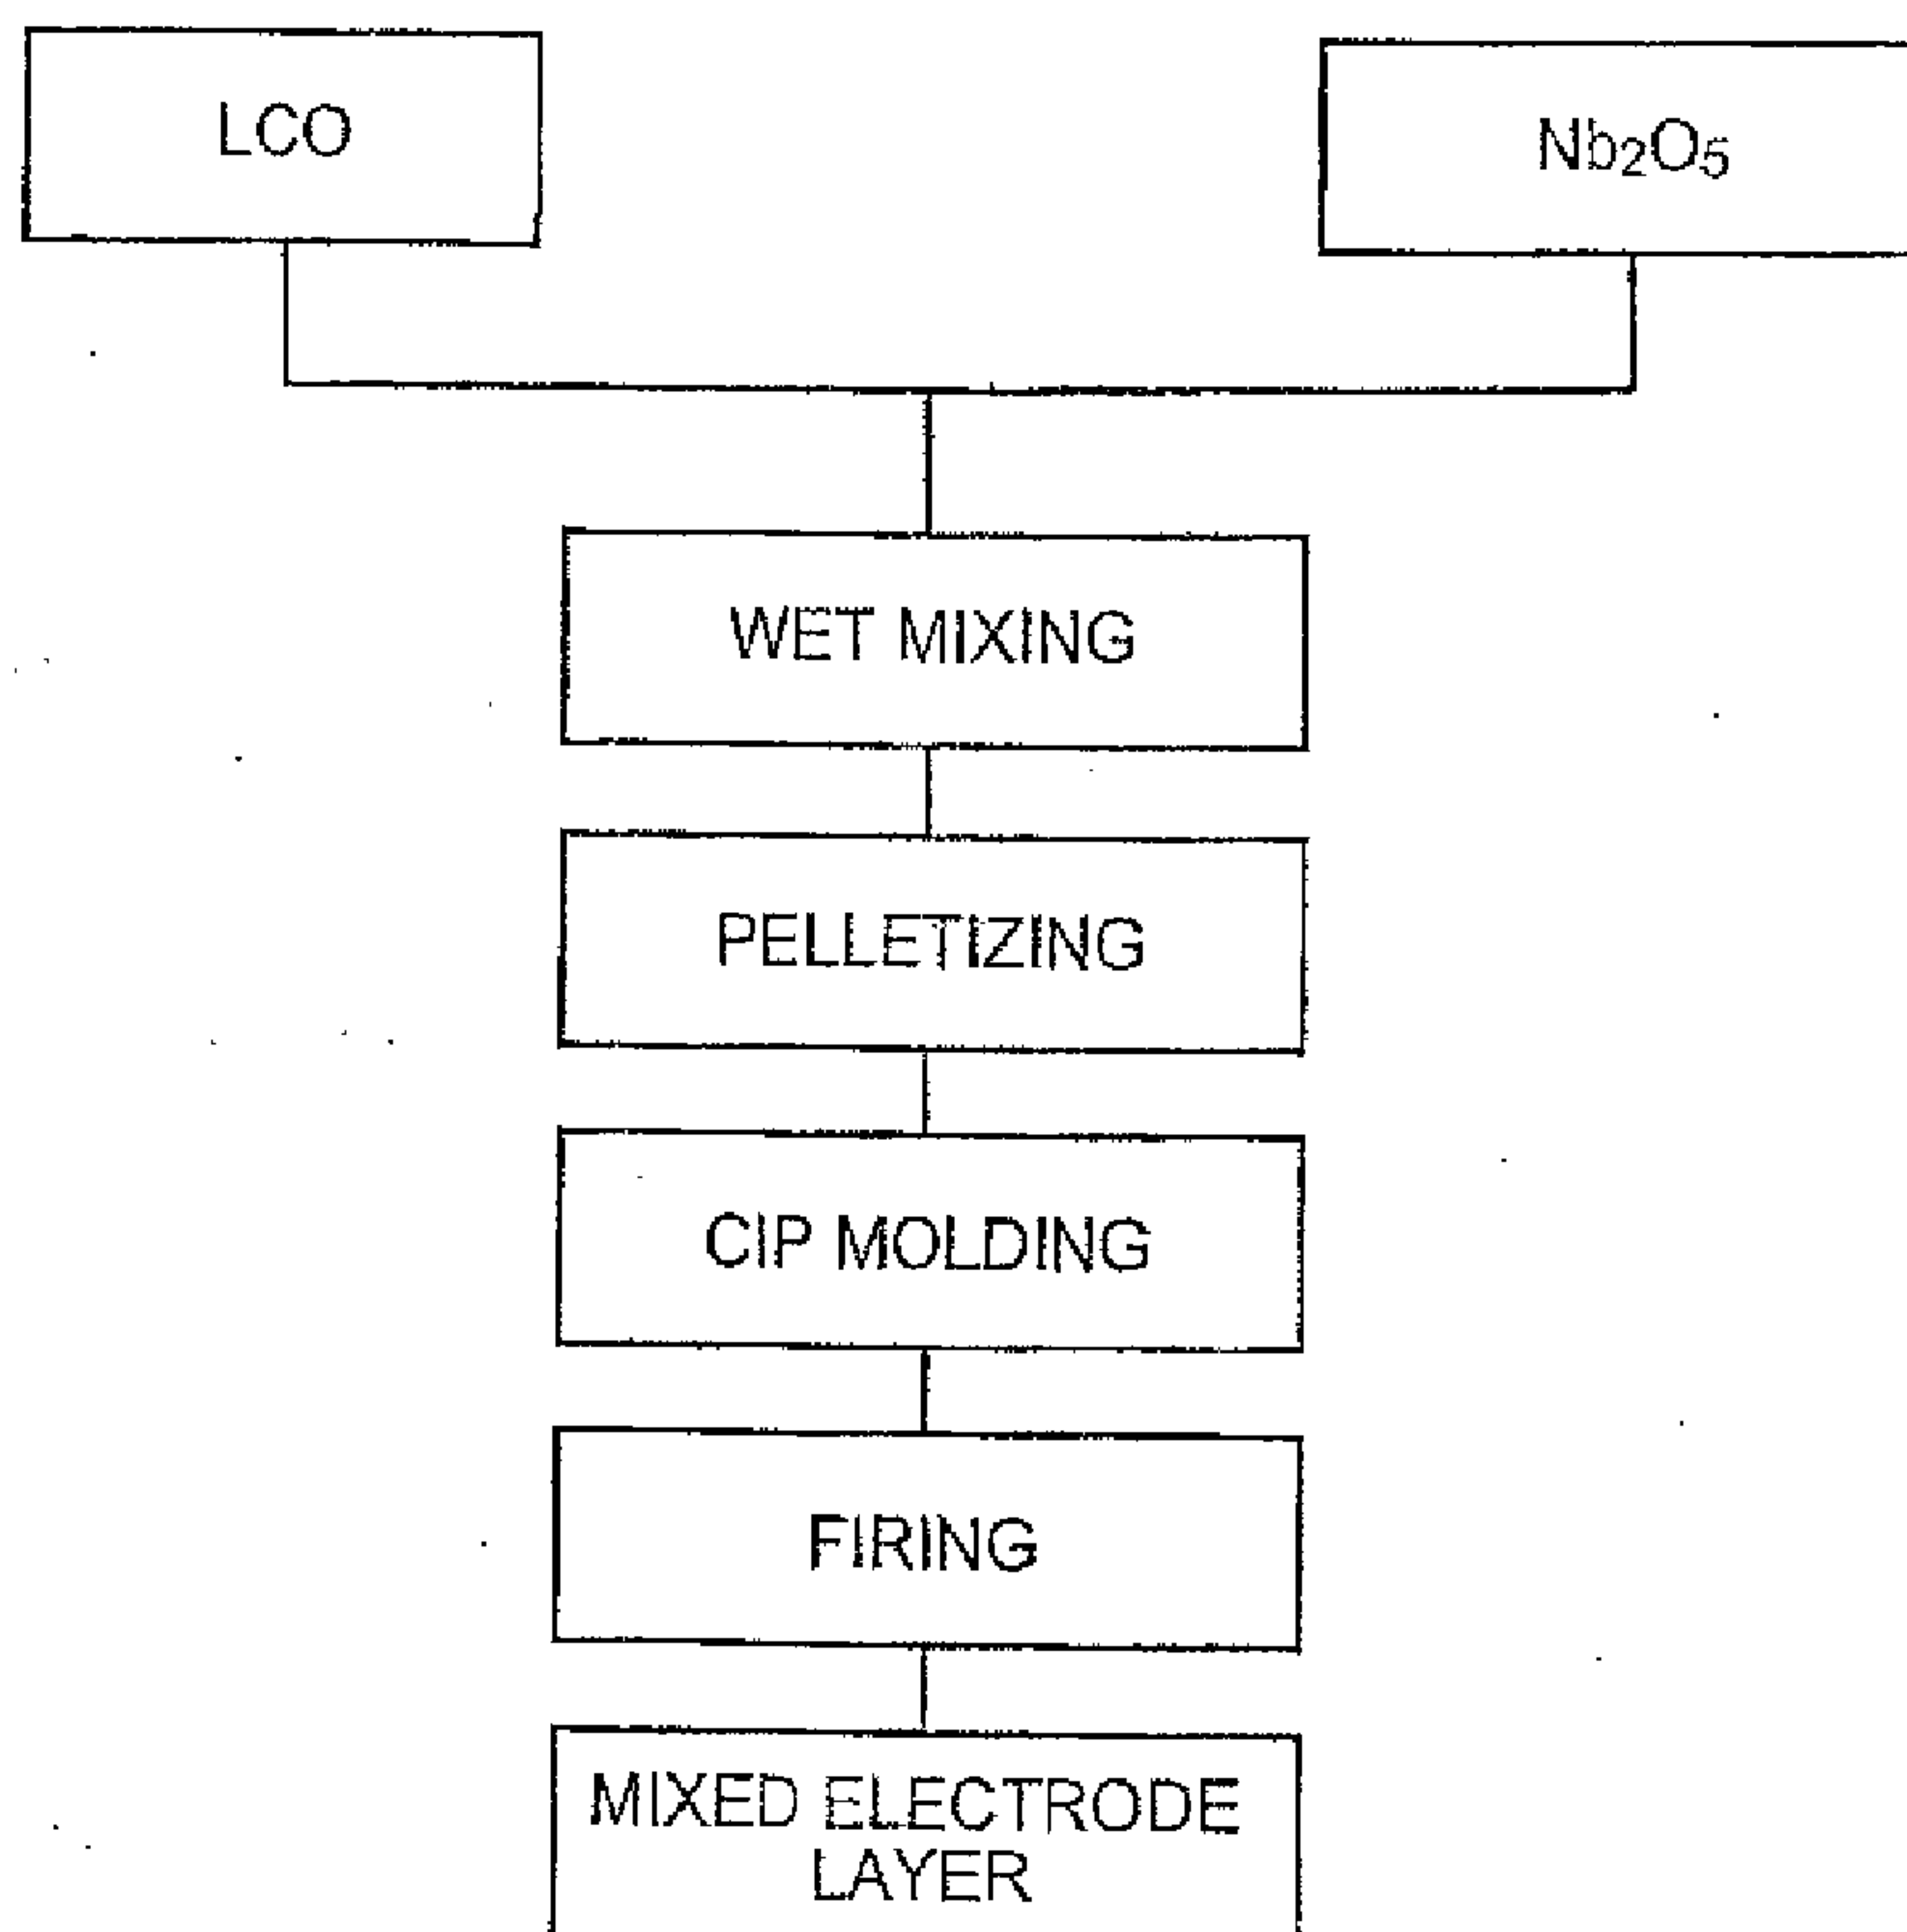 LCO
Nb₂O₅
WET MIXING
PELLETIZING
CIP MOLDING
FIRING
MIXED ELECTRODE
LAYER